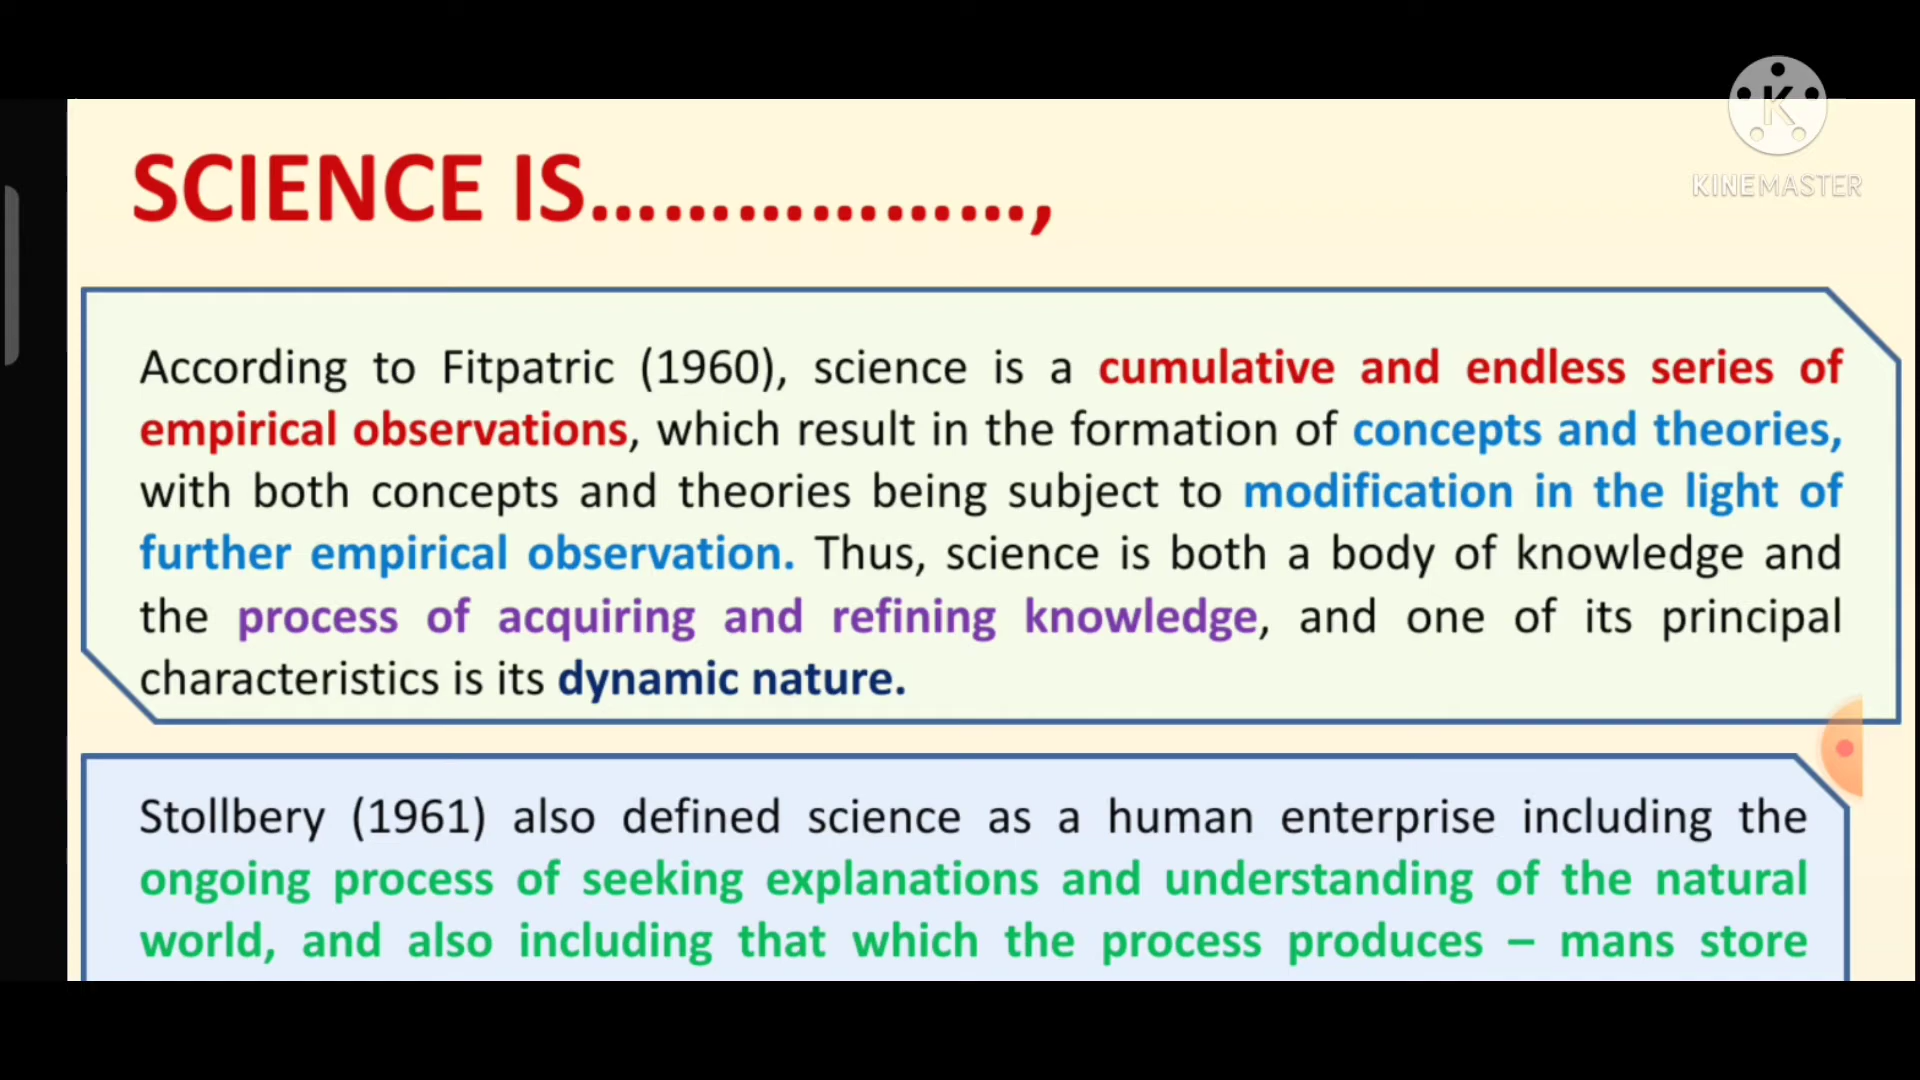 K
KINEMASTER
SCIENCE IS………………,
According to Fitpatric (1960), science is a cumulative and endless series of
empirical observations, which result in the formation of concepts and theories,
with both concepts and theories being subject to modification in the light of
further empirical observation. Thus, science is both a body of knowledge and
the process of acquiring and refining knowledge, and one of its principal
characteristics is its dynamic nature.
Stollbery (1961) also defined science as a human enterprise including the
ongoing process of seeking explanations and understanding of the natural
world, and also including that which the process produces – mans store